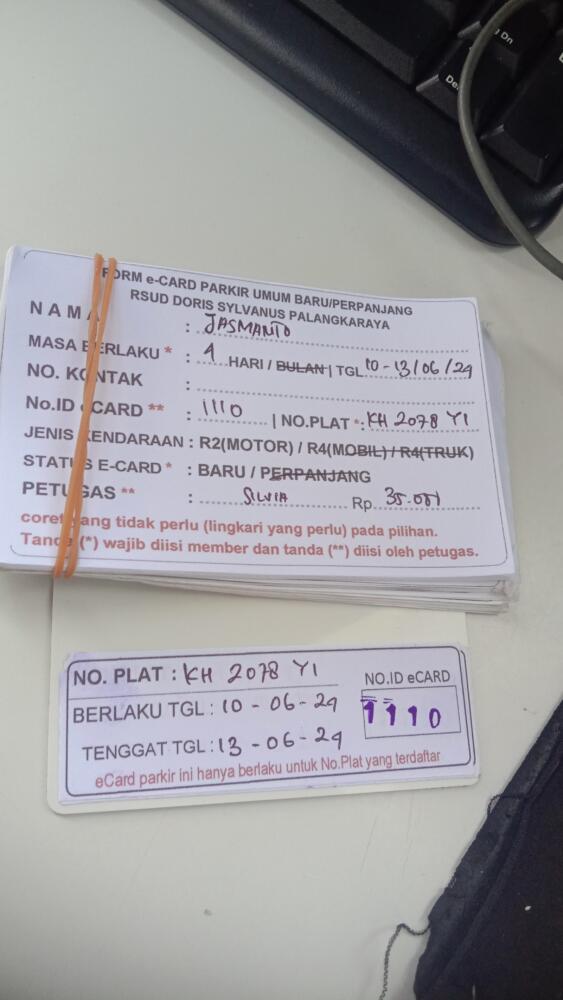 Dn
De
FORM e-CARD PARKIR UMUM BARU/PERPANJANG
RSUD DORIS SYLVANUS PALANGKARAYA
NAMA : JASMANTO
MASA BERLAKU * : 4 HARI / BULAN | TGL 10 - 13/06/24
NO. KONTAK :
No.ID eCARD ** : 1110 | NO.PLAT *: KH 2078 YI
JENIS KENDARAAN : R2(MOTOR) / R4(MOBIL) / R4(TRUK)
STATUS E-CARD * : BARU / PERPANJANG
PETUGAS ** : SILVIA Rp 35.000
coret yang tidak perlu (lingkari yang perlu) pada pilihan.
Tanda (*) wajib diisi member dan tanda (**) diisi oleh petugas.
NO. PLAT : KH 2078 YI
NO.ID eCARD
BERLAKU TGL : 10 - 06 - 24
1110
TENGGAT TGL : 13 - 06 - 24
eCard parkir ini hanya berlaku untuk No.Plat yang terdaftar